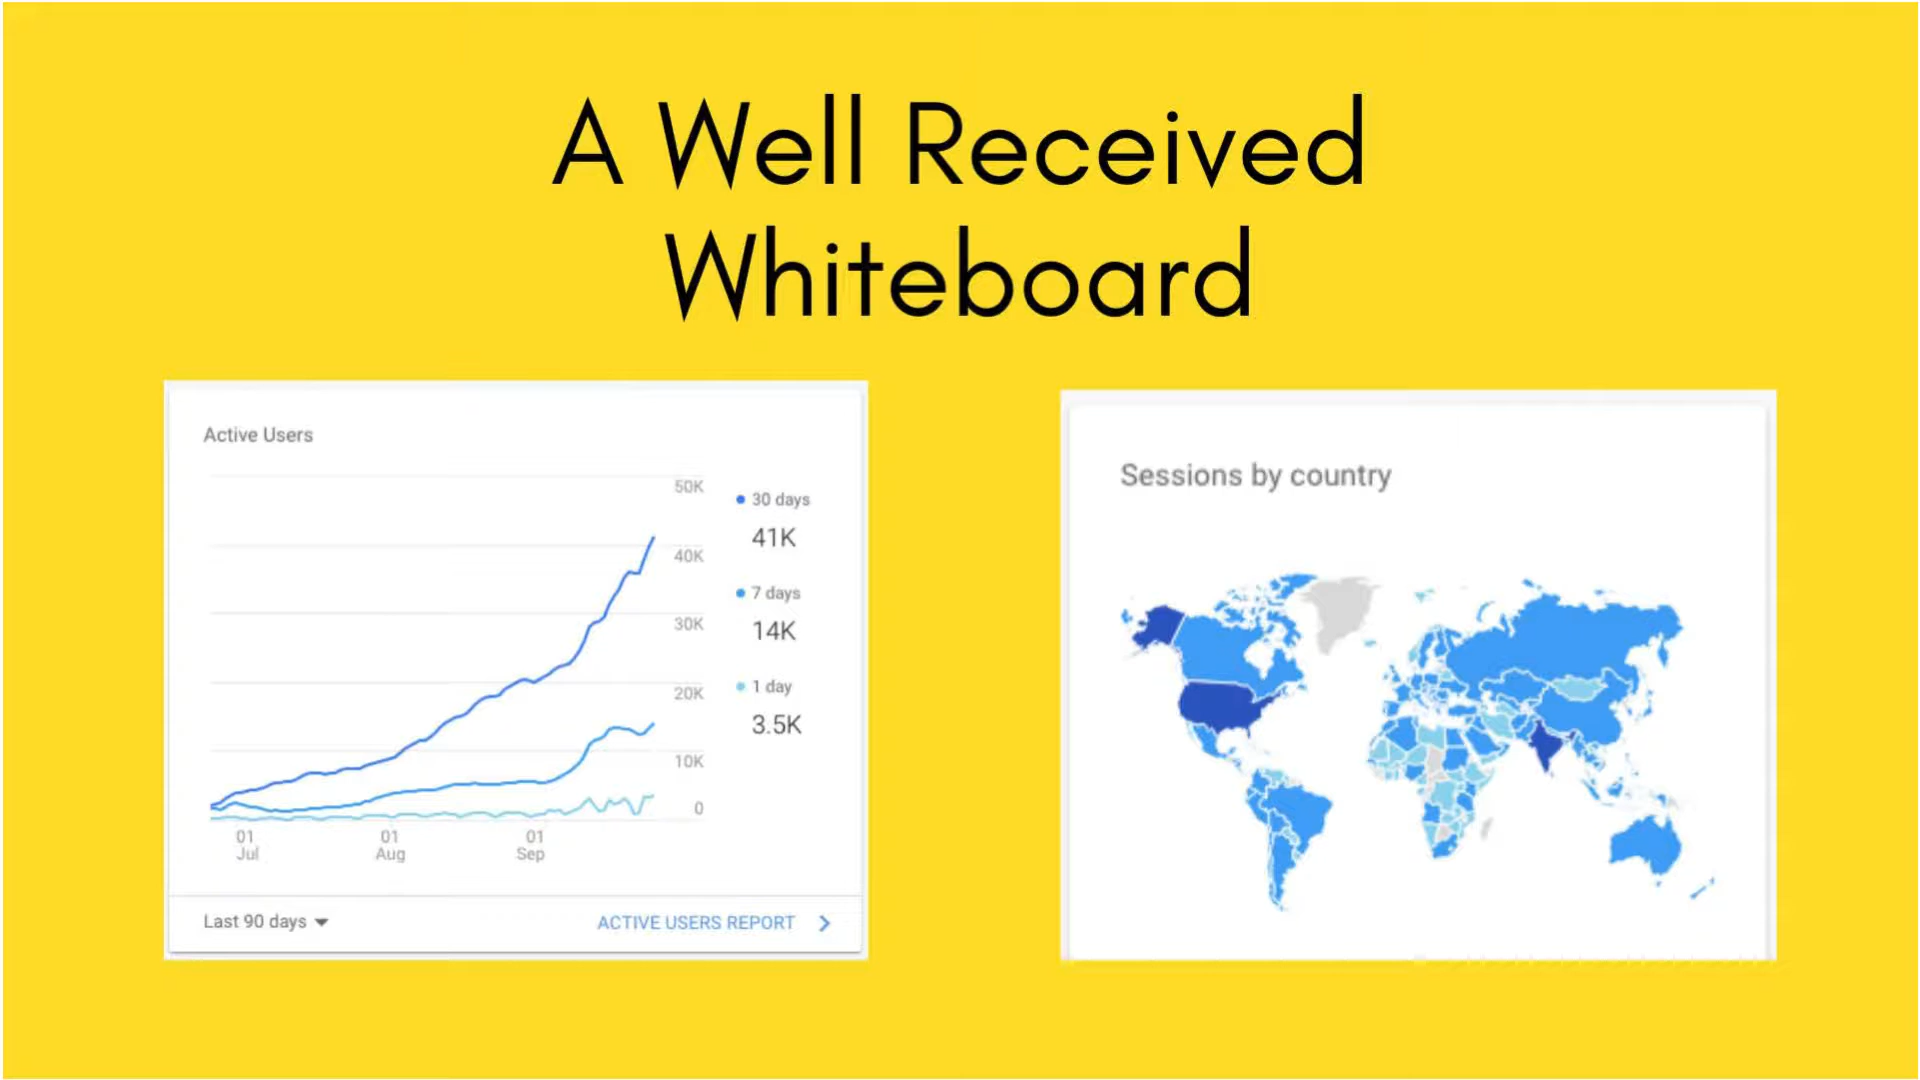 A Well Received
Whiteboard
Active Users
50K
40K
30K
20K
10K
0
01
Jul
01
Aug
01
Sep
30 days
41K
7 days
14K
1 day
3.5K
Last 90 days
ACTIVE USERS REPORT
Sessions by country